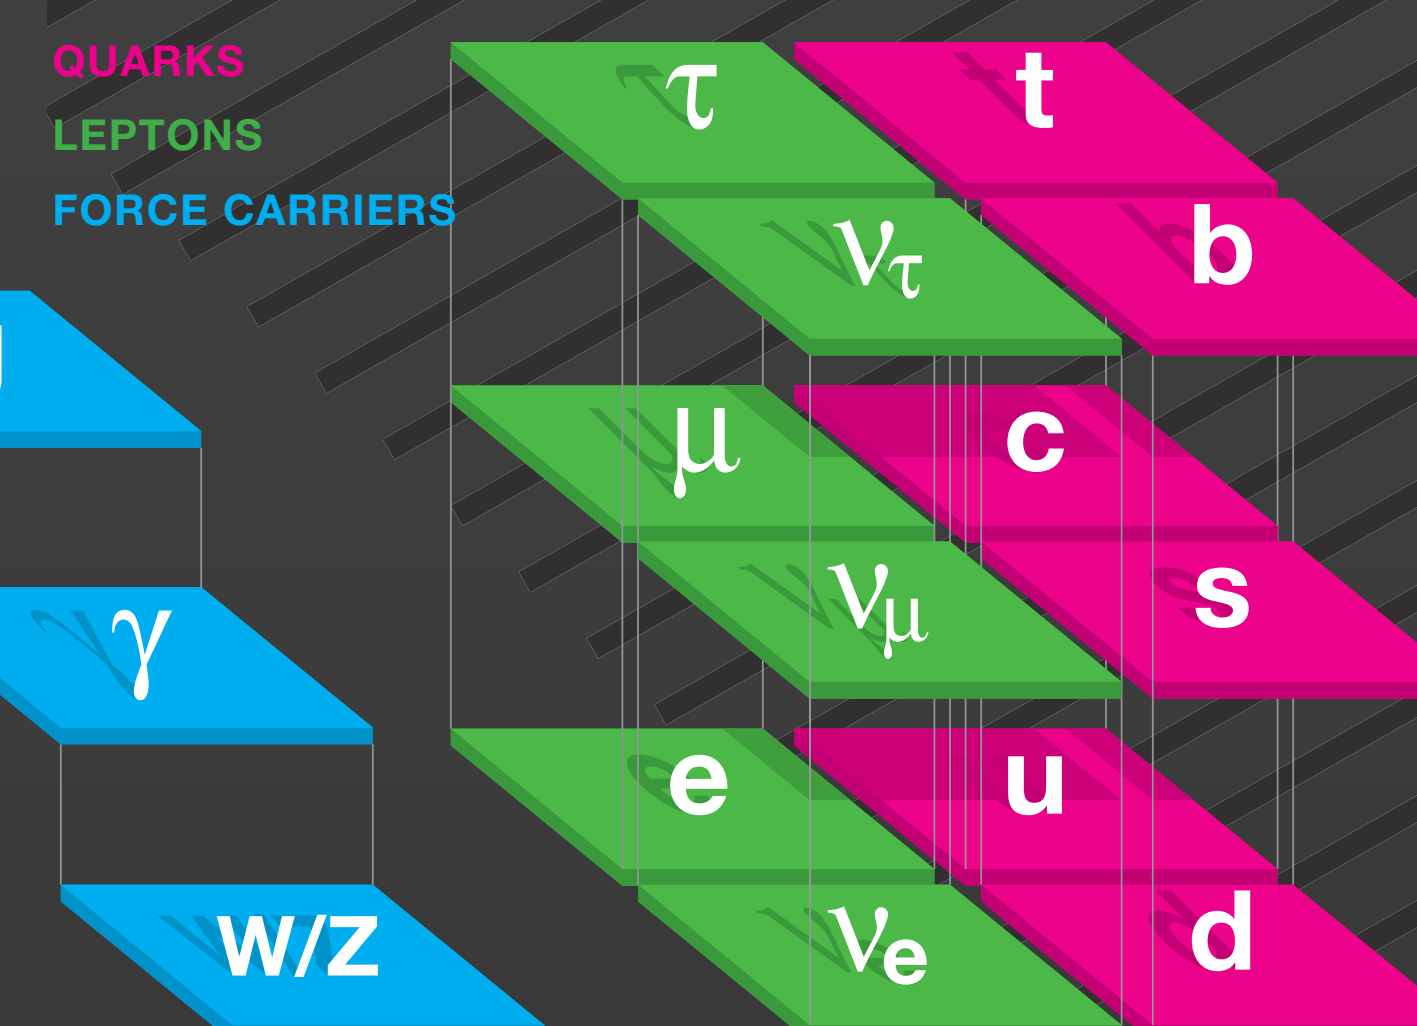 QUARKS
LEPTONS
FORCE CARRIERS
τ t
ντ b
μ c
νμ s
γ
e u
W/Z νe d